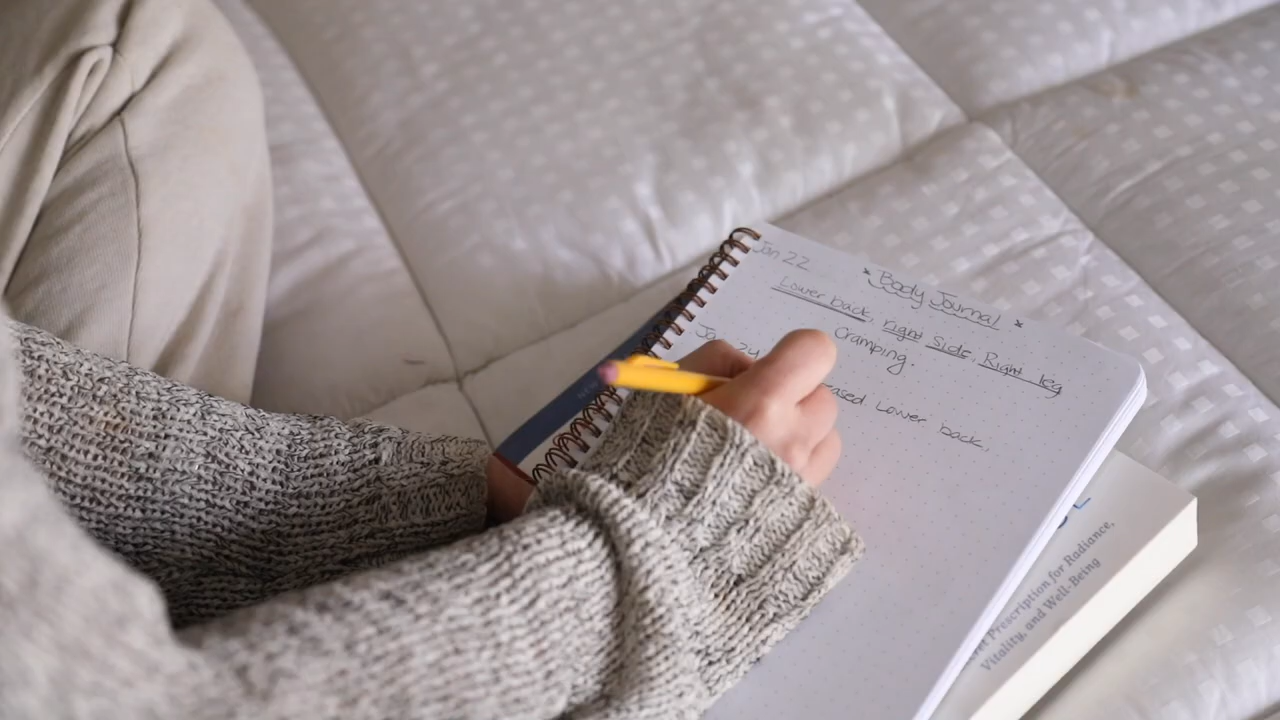 Jan 22
*Body Journal*
Lower back, right side, Right leg
Cramping.
Jan 24
eased Lower back,
Prescription for Radiance,
Vitality, and Well-Being